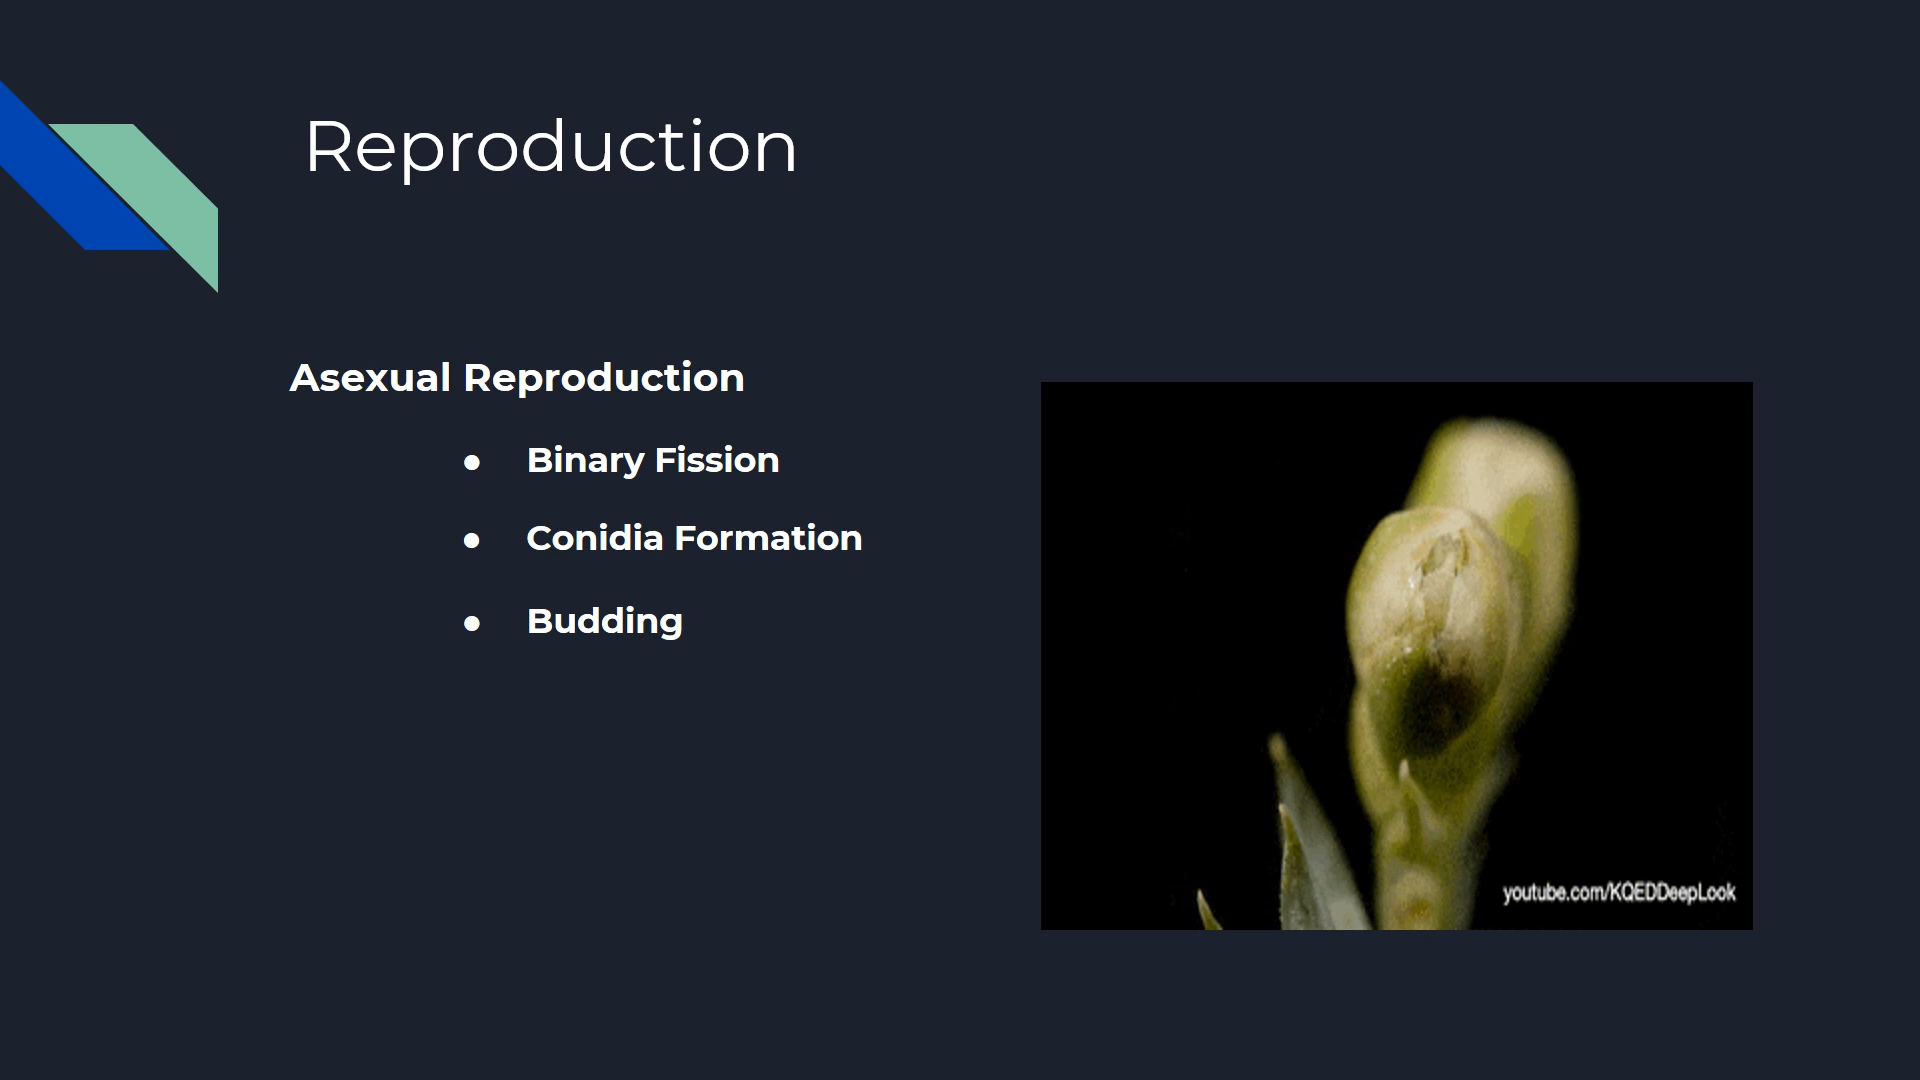 Reproduction
Asexual Reproduction
● Binary Fission
● Conidia Formation
● Budding
youtube.com/KQEDDeepLook